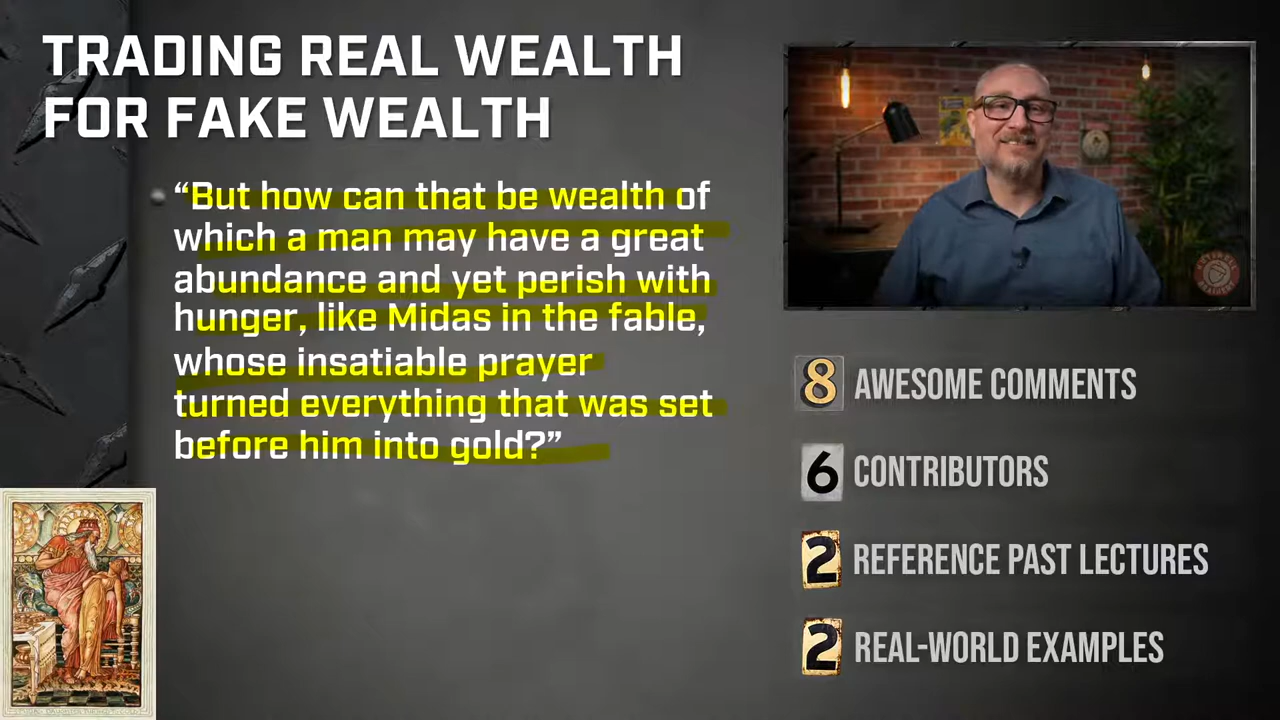 TRADING REAL WEALTH
FOR FAKE WEALTH
“But how can that be wealth of
which a man may have a great
abundance and yet perish with
hunger, like Midas in the fable,
whose insatiable prayer
turned everything that was set
before him into gold?”
8 AWESOME COMMENTS
6 CONTRIBUTORS
2 REFERENCE PAST LECTURES
2 REAL-WORLD EXAMPLES